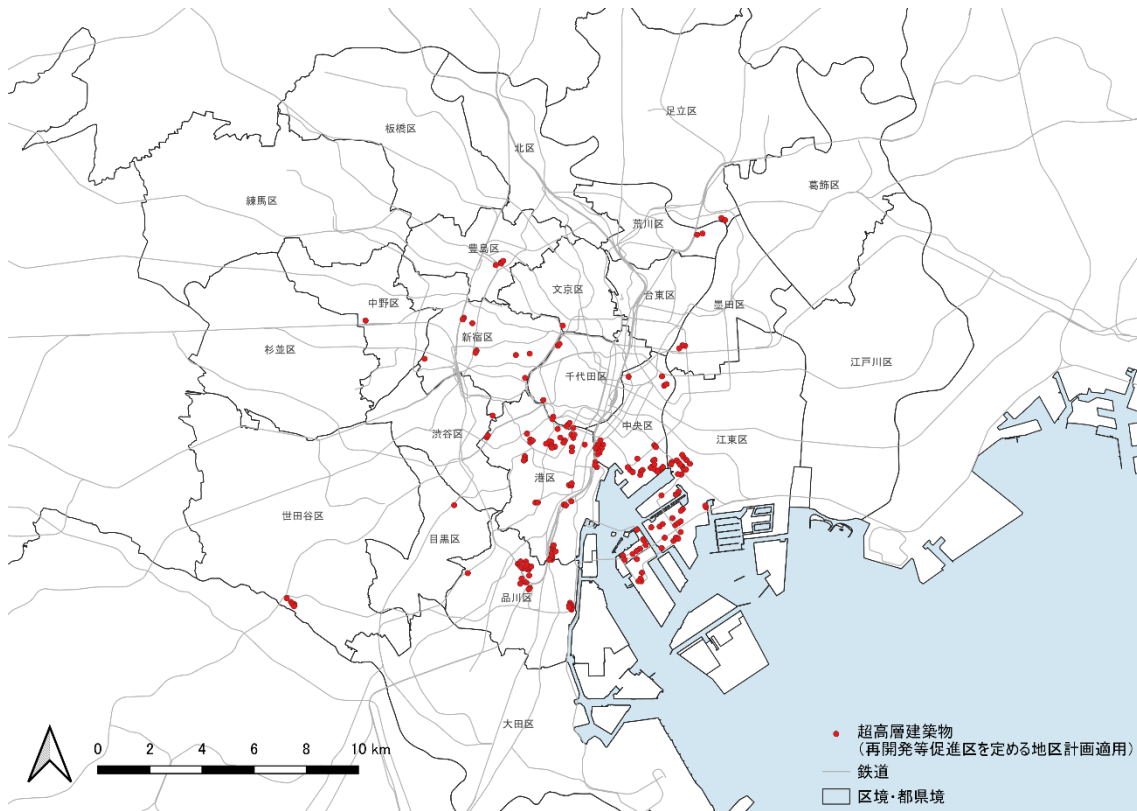 足立区
板橋区
北区
葛飾区
練馬区
荒川区
豊島区
文京区
台東区
中野区
墨田区
新宿区
杉並区
江戸川区
千代田区
中央区
渋谷区
江東区
港区
世田谷区
目黒区
品川区
大田区
0 2 4 6 8 10 km
超高層建築物
(再開発等促進区を定める地区計画適用)
鉄道
区境・都県境